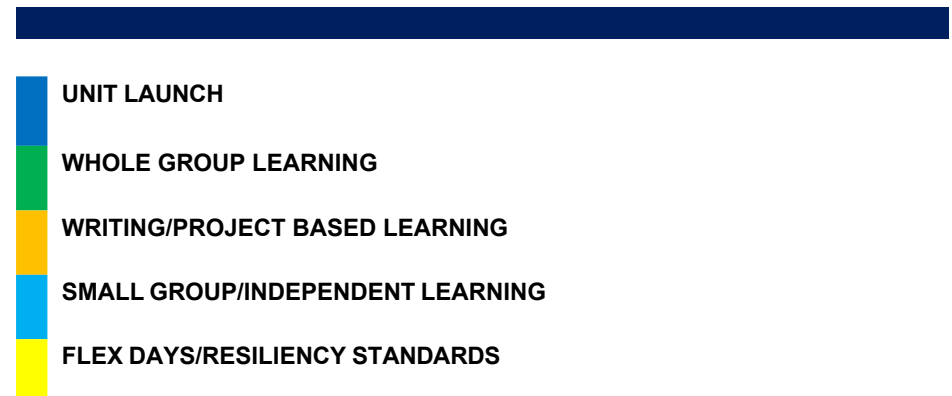 UNIT LAUNCH
WHOLE GROUP LEARNING
WRITING/PROJECT BASED LEARNING
SMALL GROUP/INDEPENDENT LEARNING
FLEX DAYS/RESILIENCY STANDARDS